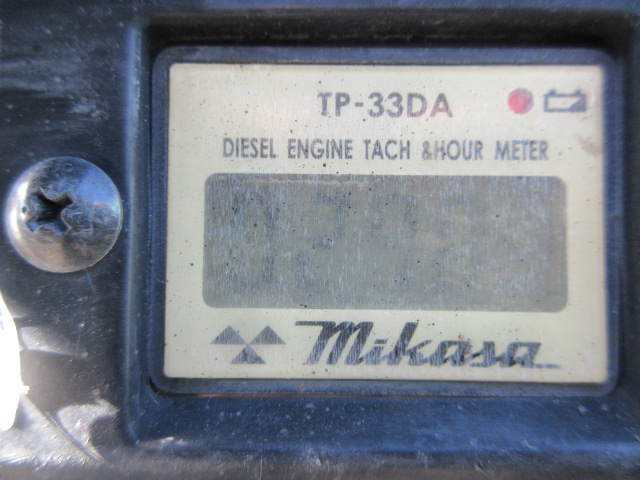 TP-33DA
DIESEL ENGINE TACH &HOUR METER
Mikasa